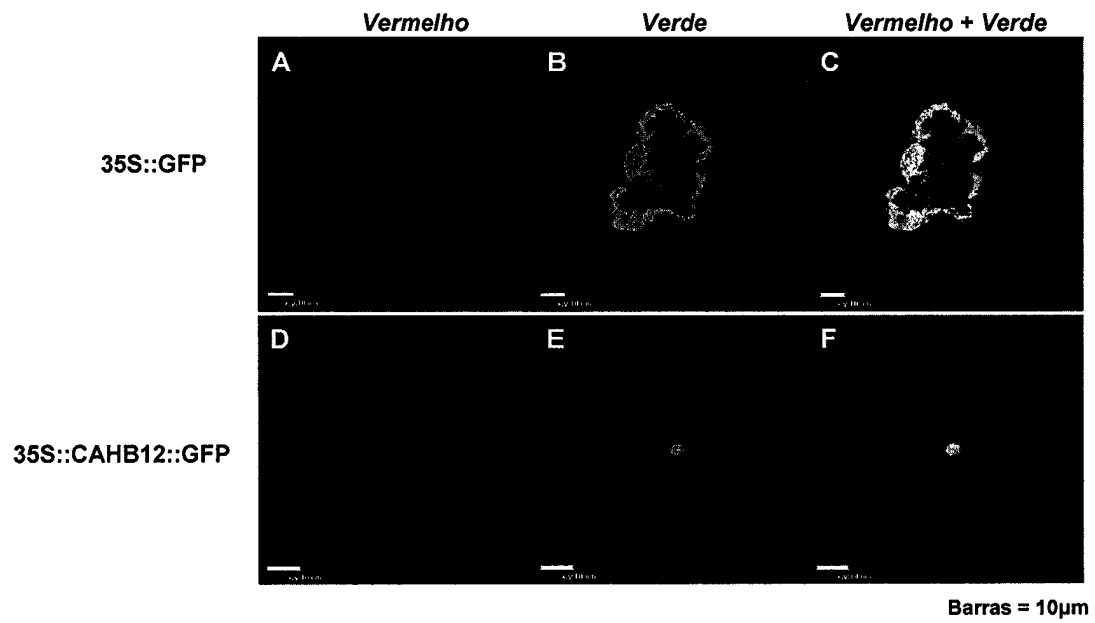 Vermelho Verde Vermelho + Verde
A B C
35S::GFP
D E F
35S::CAHB12::GFP
Barras = 10µm